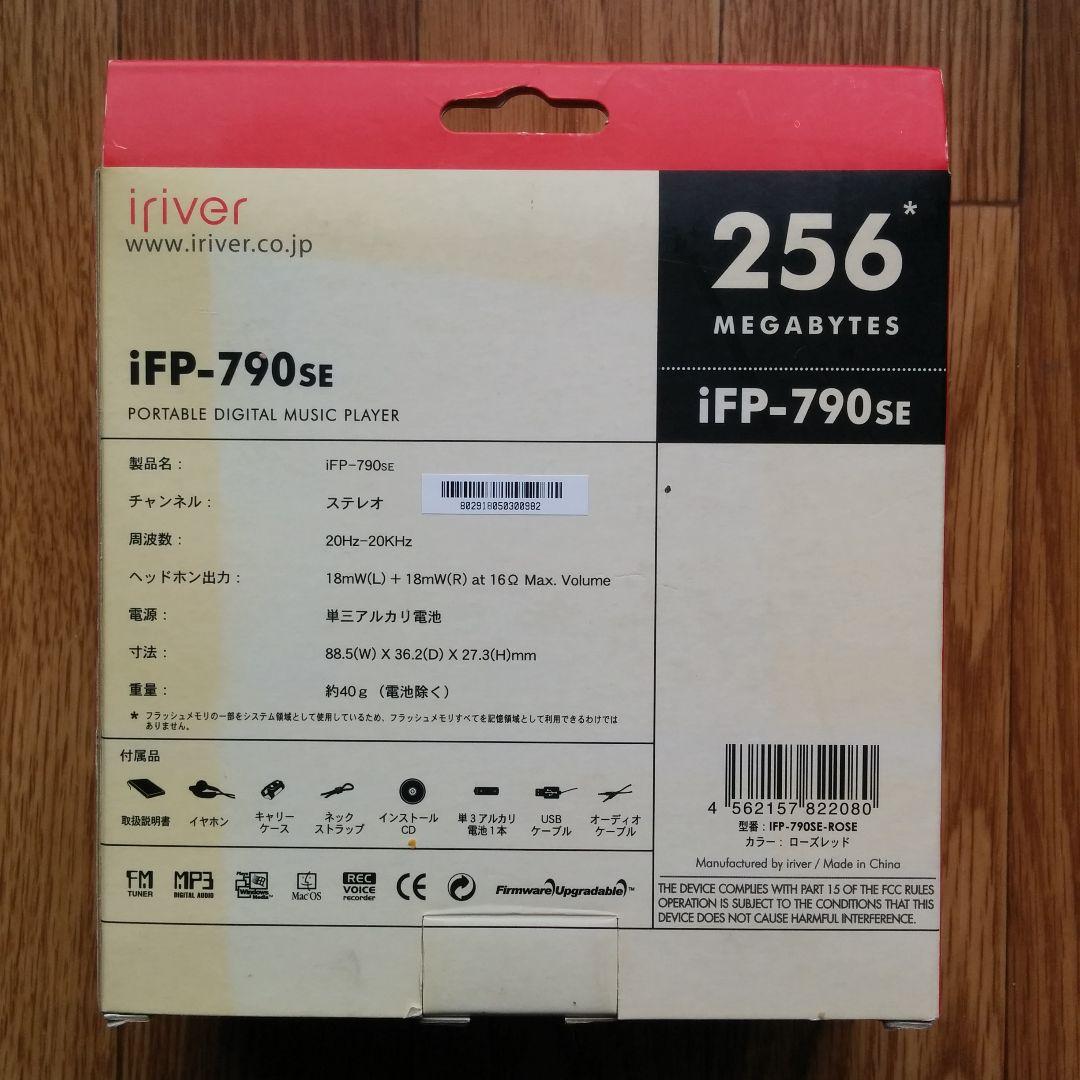 iriver
www.iriver.co.jp
256*
MEGABYTES
iFP-790SE
iFP-790SE
PORTABLE DIGITAL MUSIC PLAYER
製品名： iFP-790SE
802918050300982
チャンネル： ステレオ
周波数： 20Hz-20KHz
ヘッドホン出力： 18mW(L) + 18mW(R) at 16Ω Max. Volume
電源： 単三アルカリ電池
寸法： 88.5(W) X 36.2(D) X 27.3(H)mm
重量： 約40g（電池除く）
* フラッシュメモリの一部をシステム領域として使用しているため、フラッシュメモリすべてを記憶領域として利用できるわけでは
ありません。
付属品
取扱説明書
イヤホン
キャリー
ケース
ネック
ストラップ
インストール
CD
単3アルカリ
電池1本
USB
ケーブル
オーディオ
ケーブル
FM
TUNER
MP3
DIGITAL AUDIO
Windows
Media™
Mac OS
REC
VOICE
recorder
CE
Firmware Upgradable™
4 562157 822080
型番：IFP-790SE-ROSE
カラー：ローズレッド
Manufactured by iriver / Made in China
THE DEVICE COMPLIES WITH PART 15 OF THE FCC RULES
OPERATION IS SUBJECT TO THE CONDITIONS THAT THIS
DEVICE DOES NOT CAUSE HARMFUL INTERFERENCE.